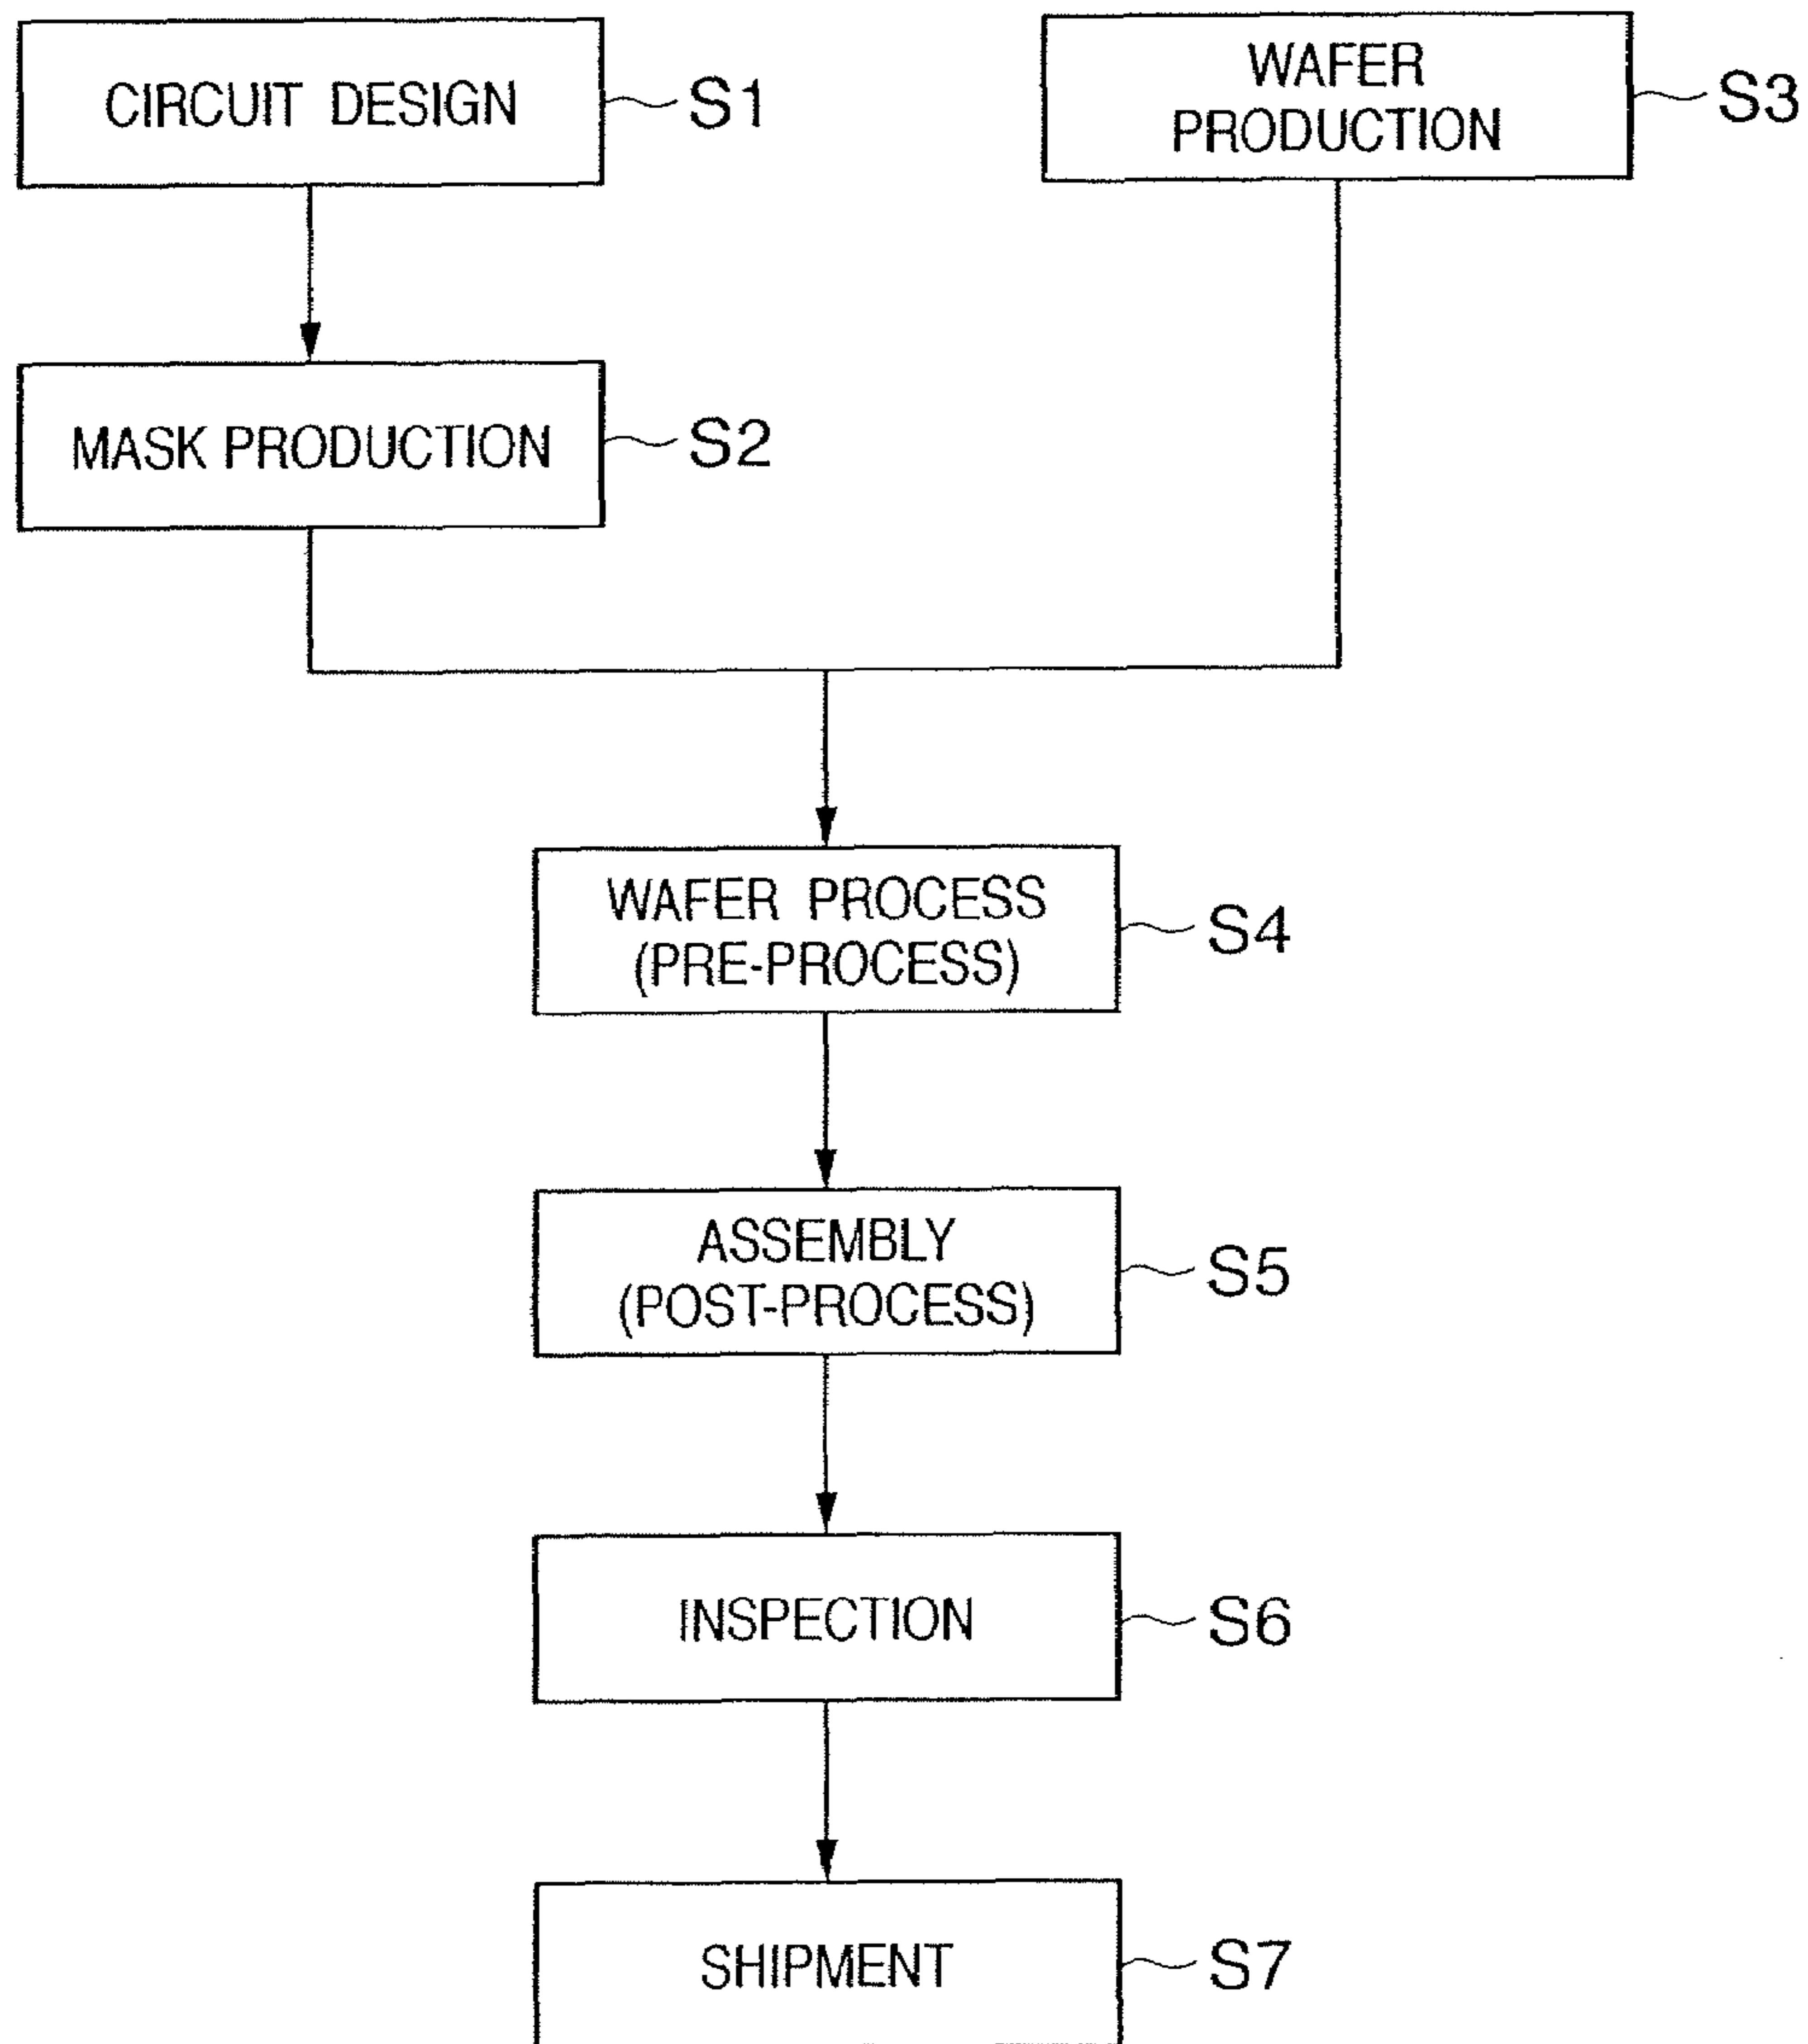 CIRCUIT DESIGN
S1
WAFER
PRODUCTION
S3
MASK PRODUCTION
S2
WAFER PROCESS
(PRE-PROCESS)
S4
ASSEMBLY
(POST-PROCESS)
S5
INSPECTION
S6
SHIPMENT
S7